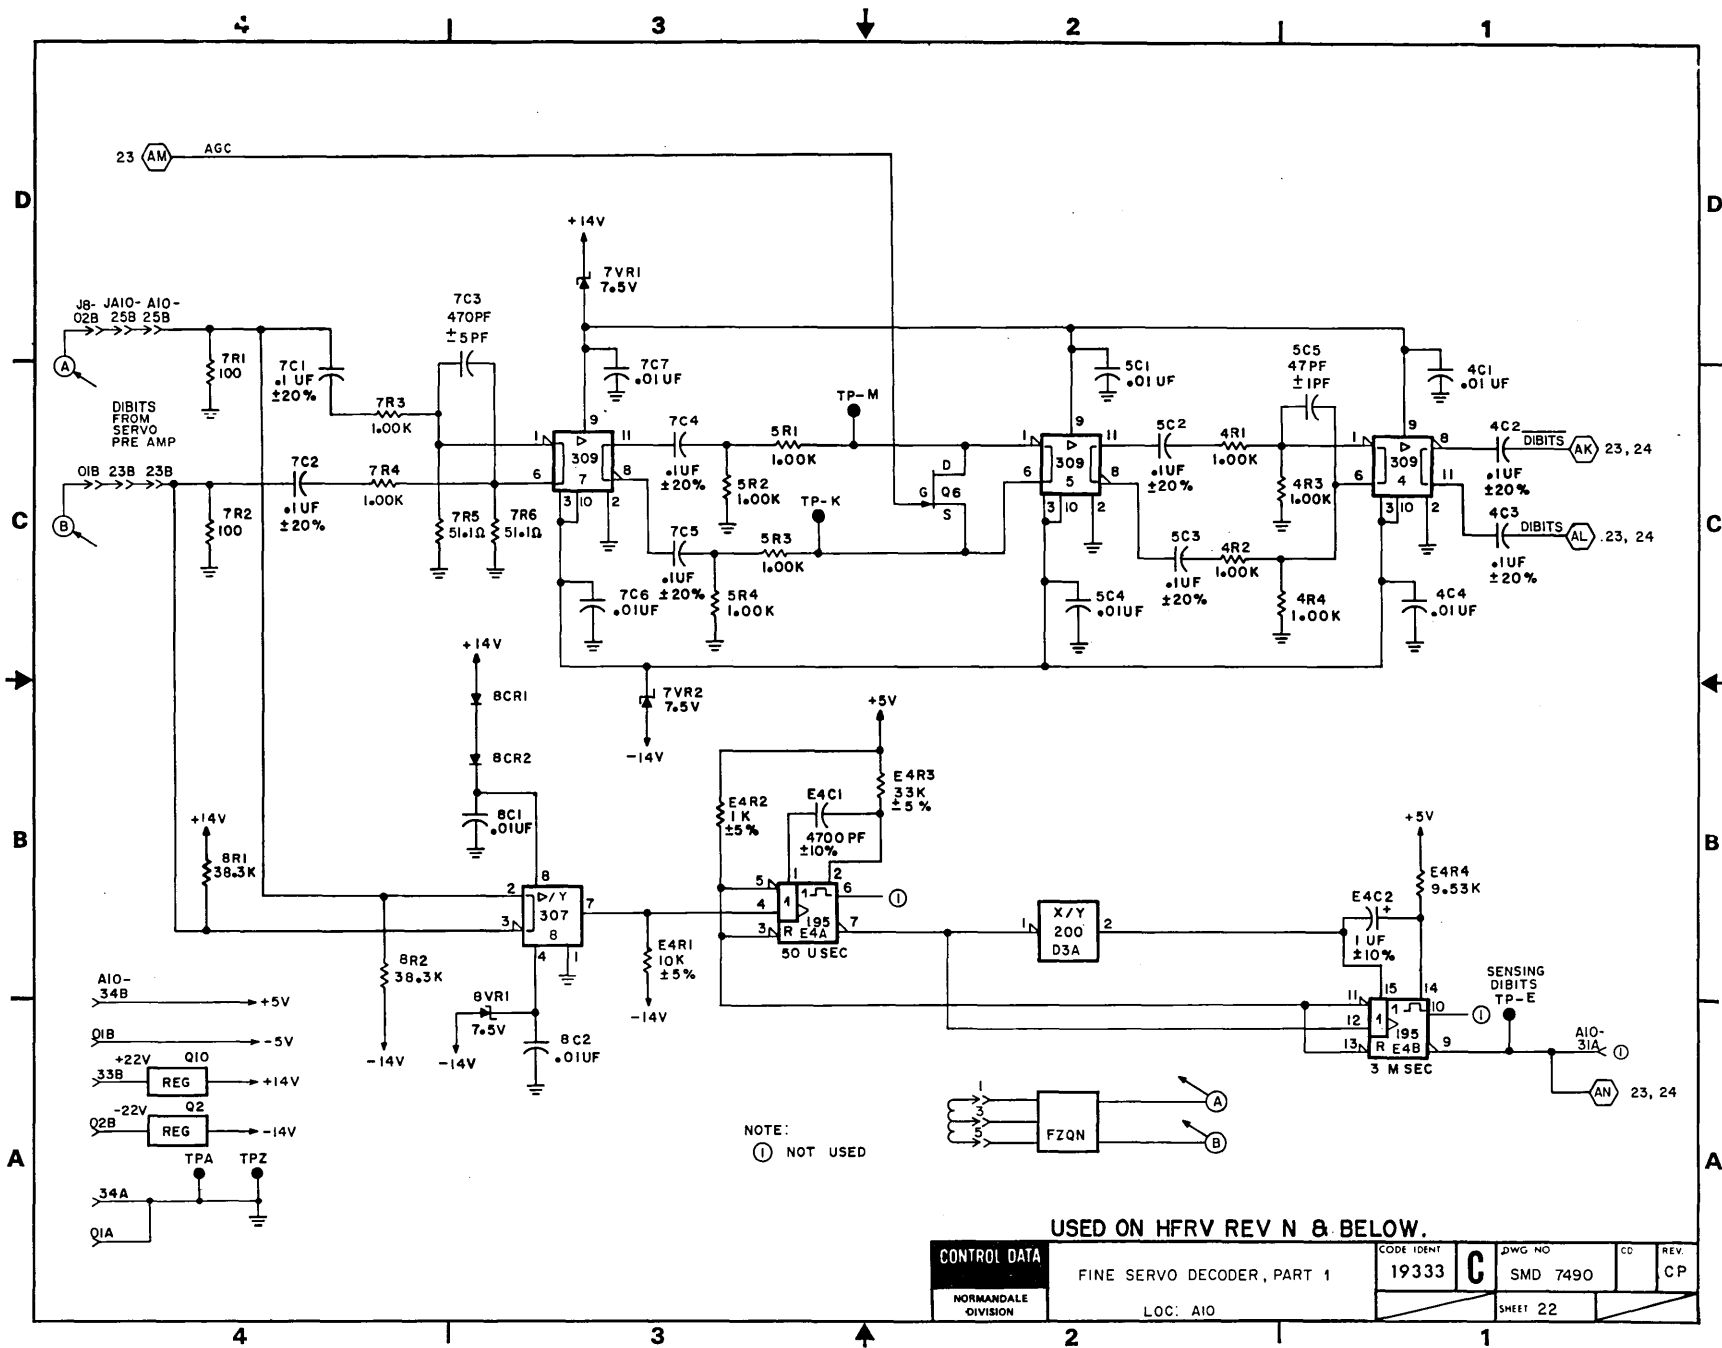 4 3 2 1
D
C
B
A
D
C
B
A
23 AM AGC
+14V
7VR1
7.5V
J8- JA10- A10-
02B 25B 25B
A
7R1
100
7C1
.1 UF
±20%
7C3
470PF
±5PF
7R3
1.00K
DIBITS
FROM
SERVO
PRE AMP
01B 23B 23B
B
7R2
100
7C2
.1 UF
±20%
7R4
1.00K
7R5
51.1Ω
7R6
51.1Ω
7C7
.01UF
9
1 ▷ 11
309
6 8
7
3 10 2
7C4
.1UF
±20%
5R1
1.00K
5R2
1.00K
TP-M
TP-K
7C5
.1UF
±20%
5R3
1.00K
5R4
1.00K
7C6
.01UF
D
G Q6
S
5C1
.01UF
9
1 ▷ 11
309
6 8
5
3 10 2
5C2
.1UF
±20%
4R1
1.00K
5C5
47PF
±1PF
4R3
1.00K
5C3
.1UF
±20%
4R2
1.00K
4R4
1.00K
5C4
.01UF
4C1
.01 UF
9
1 ▷ 8
309
6 11
4
3 10 2
4C2
.1UF
±20%
DIBITS AK 23, 24
4C3
.1UF
±20%
DIBITS AL 23, 24
4C4
.01UF
7VR2
7.5V
-14V
+14V
8CR1
8CR2
8C1
.01UF
+14V
8R1
38.3K
8R2
38.3K
-14V
8
2 ▷/Y 7
307
3 8
4 1
8VR1
7.5V
-14V
8C2
.01UF
E4R1
10K
±5%
-14V
+5V
E4R2
1K
±5%
E4C1
4700PF
±10%
E4R3
33K
±5%
1 2
5 1 6 1
4 1 195 7
3 R E4A
50 USEC
1 X/Y 2
200
D3A
+5V
E4R4
9.53K
E4C2
+
1 UF
±10%
15 14
11 1 10 1
12 1 195
13 R E4B 9
3 MSEC
SENSING
DIBITS
TP-E
A10-
31A 1
AN 23, 24
A10-
34B +5V
01B -5V
+22V Q10
33B REG +14V
-22V Q2
02B REG -14V
TPA TPZ
34A
01A
NOTE:
1 NOT USED
1
3
5
FZQN
A
B
USED ON HFRV REV N & BELOW.
CONTROL DATA
NORMANDALE
DIVISION
FINE SERVO DECODER, PART 1
LOC: A10
CODE IDENT
19333
C
DWG NO
SMD 7490
CD
REV.
CP
SHEET 22
4 3 2 1